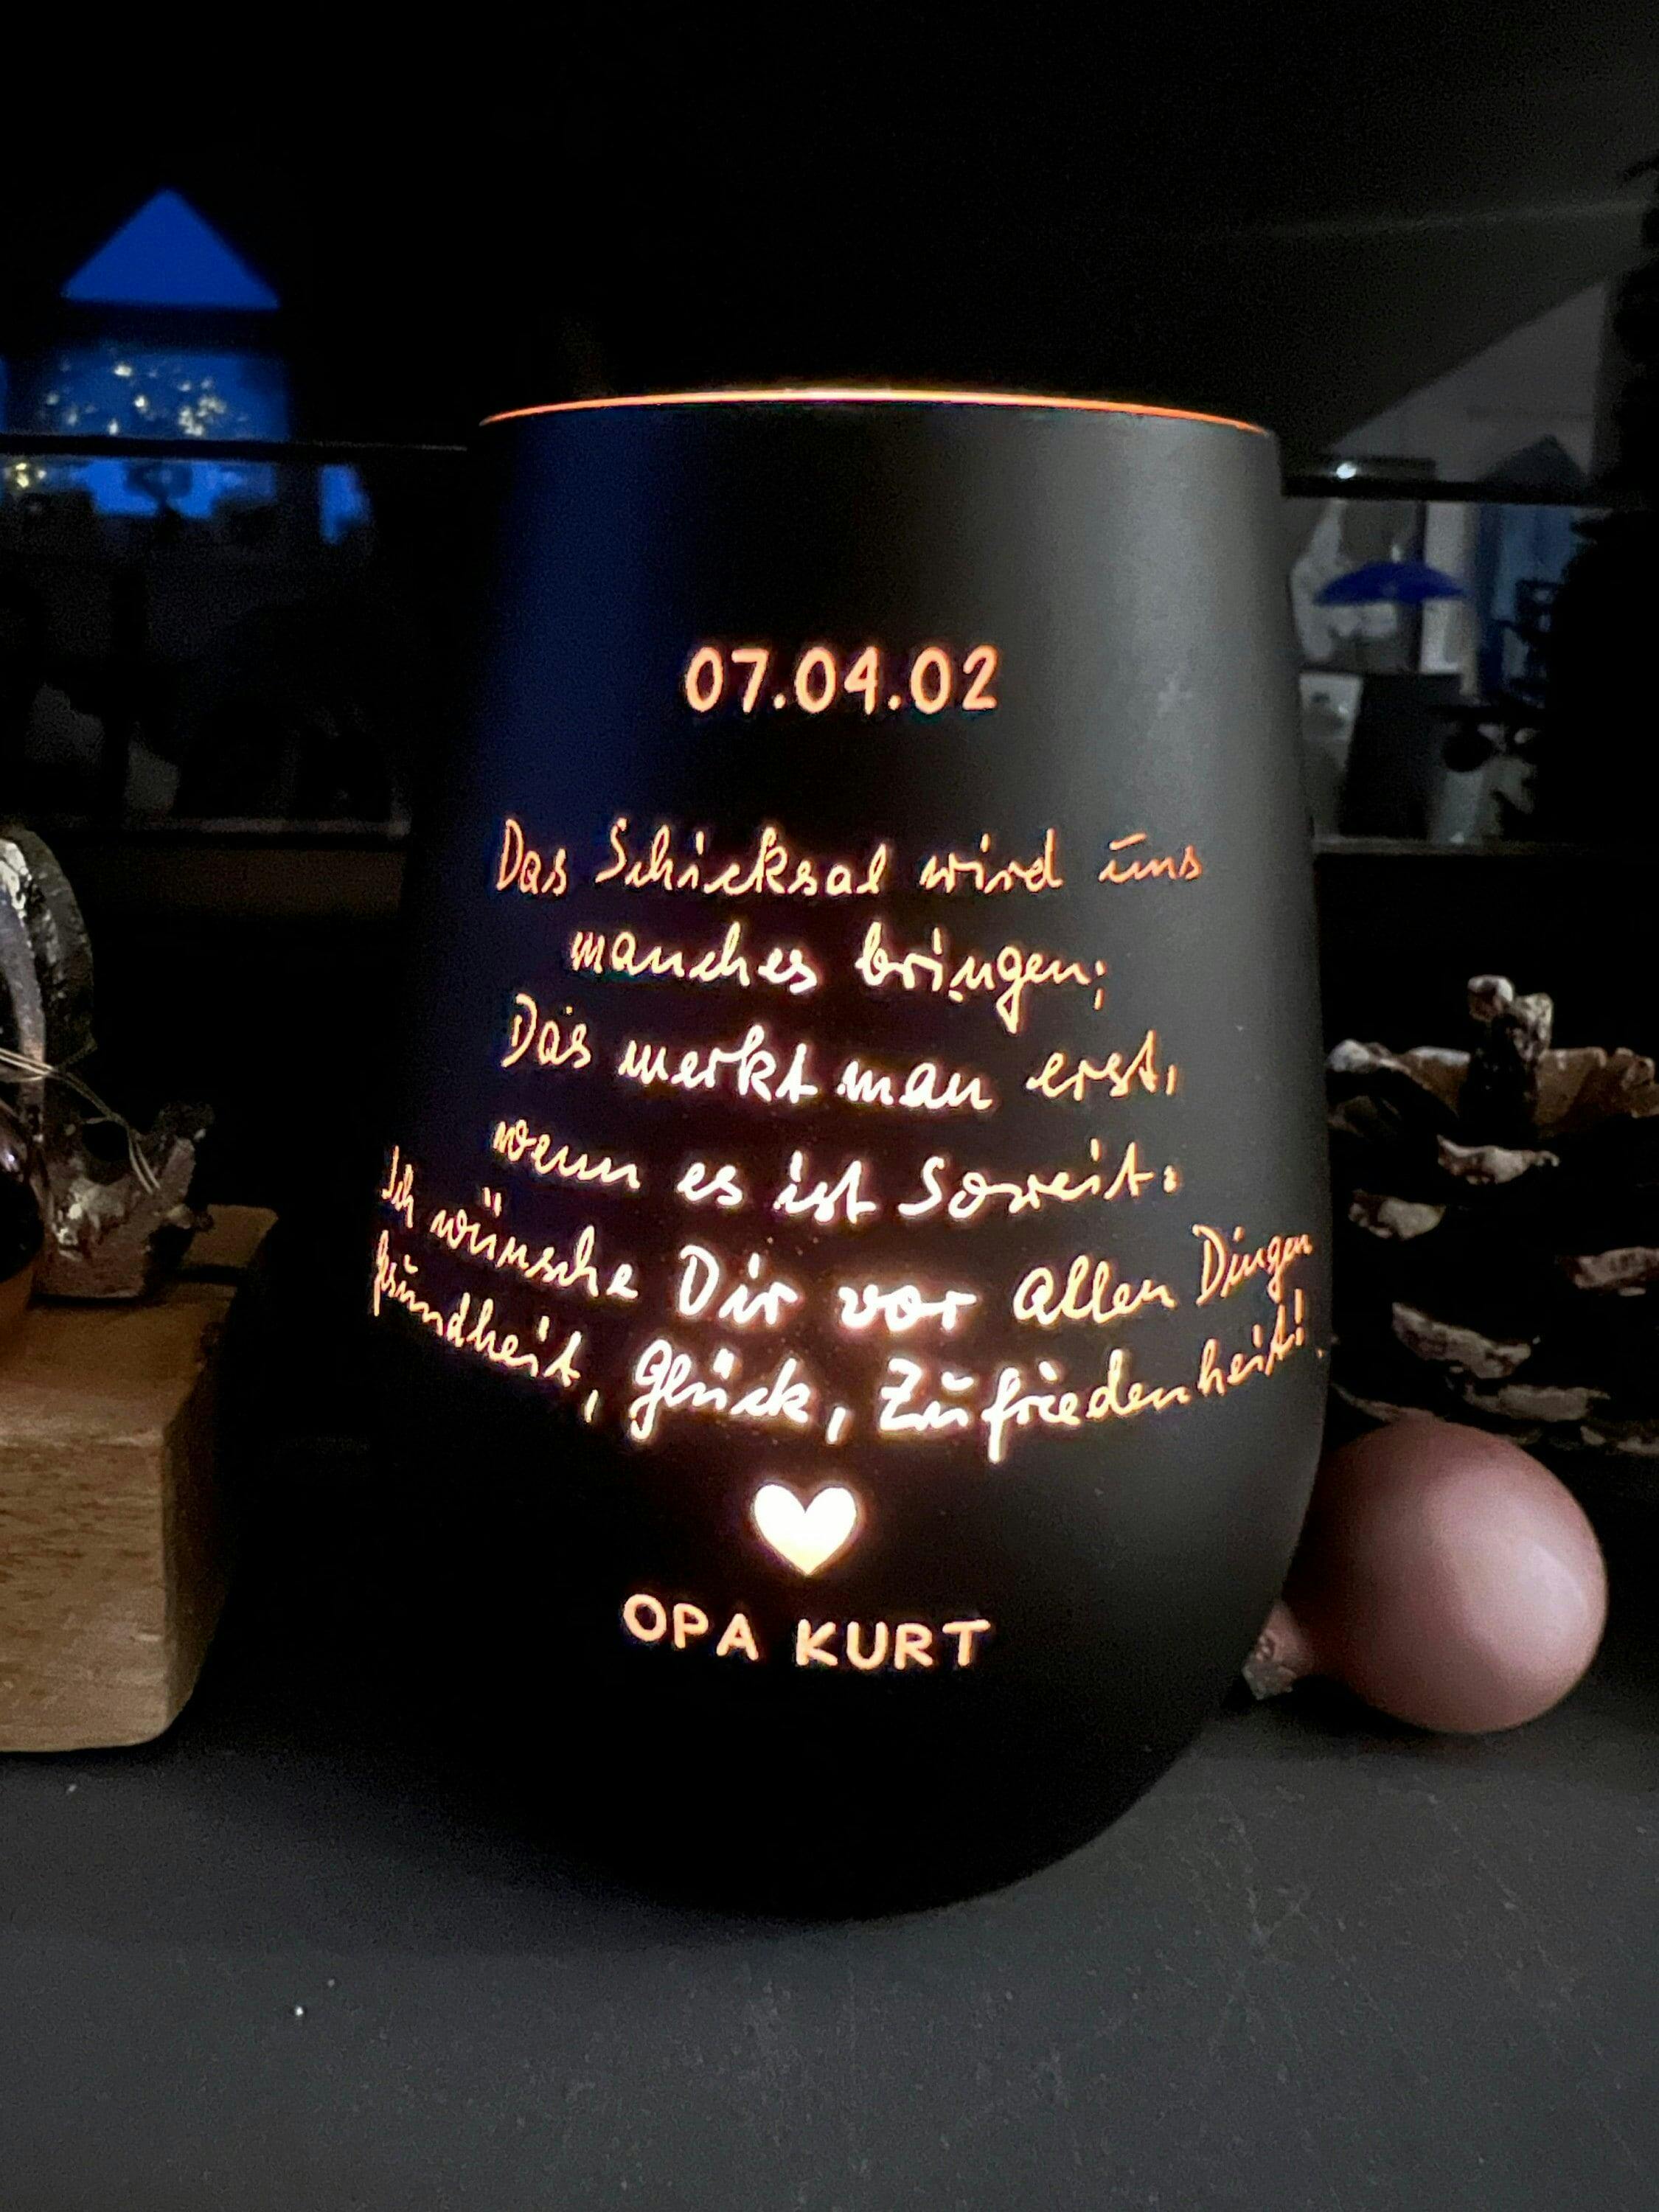 07.04.02
Das Schicksal wird uns
manches bringen;
Das merkt man erst,
wenn es ist Soweit:
Ich wünsche Dir vor allen Dingen
Gesundheit, Glück, Zufriedenheit!
OPA KURT